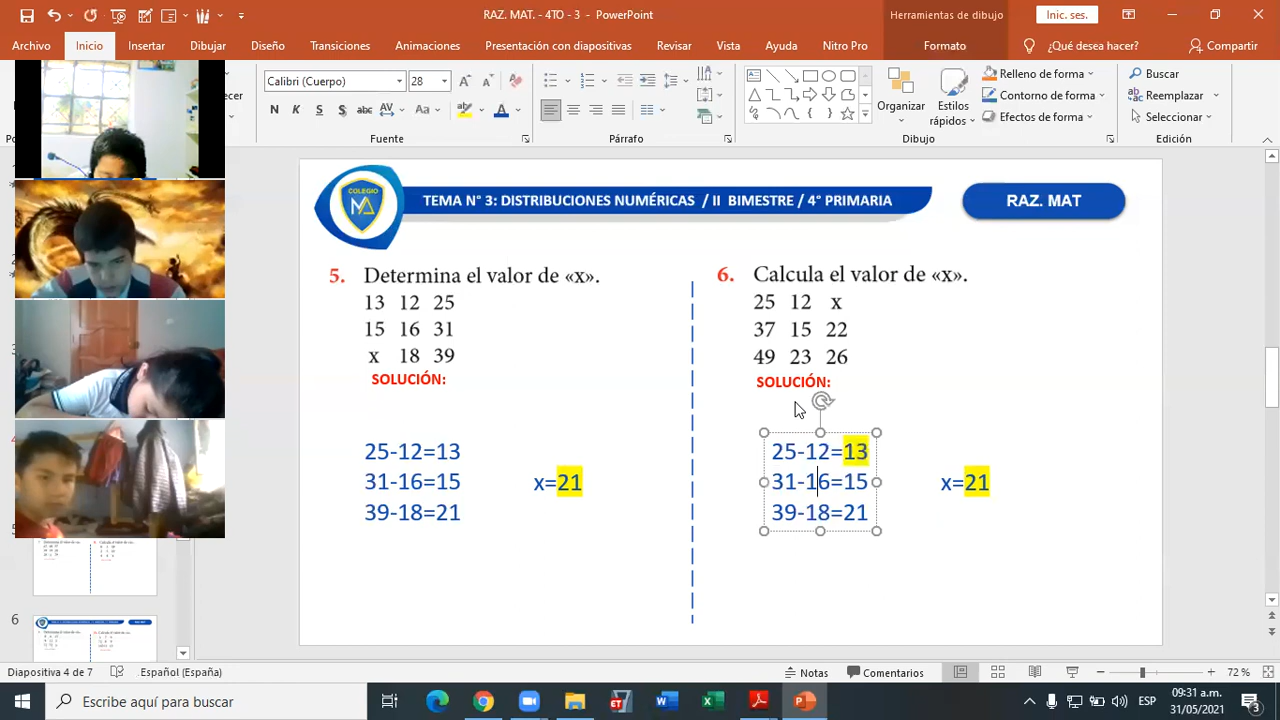 RAZ. MAT. - 4TO - 3 - PowerPoint
Herramientas de dibujo
Inic. ses.
Archivo Inicio Insertar Dibujar Diseño Transiciones Animaciones Presentación con diapositivas Revisar Vista Ayuda Nitro Pro Formato ¿Qué desea hacer? Compartir
Calibri (Cuerpo) 28
N K S S abc AV Aa A
Fuente
Párrafo
Organizar
Estilos rápidos
Relleno de forma
Contorno de forma
Efectos de forma
Dibujo
Buscar
Reemplazar
Seleccionar
Edición
COLEGIO
TEMA N° 3: DISTRIBUCIONES NUMÉRICAS / II BIMESTRE / 4° PRIMARIA
RAZ. MAT
5. Determina el valor de «x».
13 12 25
15 16 31
x 18 39
SOLUCIÓN:
25-12=13
31-16=15
39-18=21
x=21
6. Calcula el valor de «x».
25 12 x
37 15 22
49 23 26
SOLUCIÓN:
25-12=13
31-16=15
39-18=21
x=21
6
Diapositiva 4 de 7 Español (España) Notas Comentarios 72 %
Escribe aquí para buscar
ESP
09:31 a.m.
31/05/2021
3